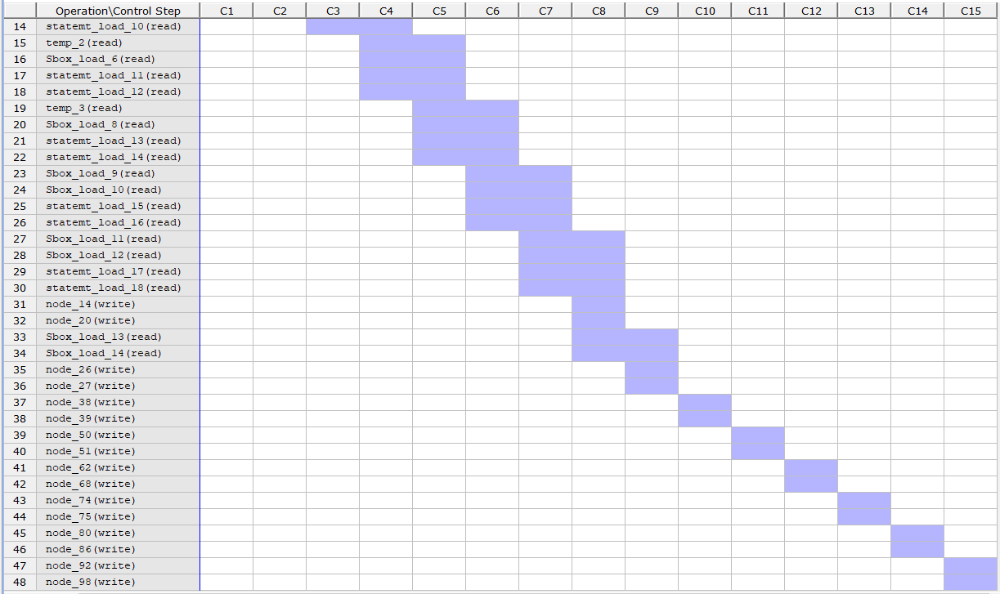 Operation\Control Step C1 C2 C3 C4 C5 C6 C7 C8 C9 C10 C11 C12 C13 C14 C15
14 statemt_load_10(read)
15 temp_2(read)
16 Sbox_load_6(read)
17 statemt_load_11(read)
18 statemt_load_12(read)
19 temp_3(read)
20 Sbox_load_8(read)
21 statemt_load_13(read)
22 statemt_load_14(read)
23 Sbox_load_9(read)
24 Sbox_load_10(read)
25 statemt_load_15(read)
26 statemt_load_16(read)
27 Sbox_load_11(read)
28 Sbox_load_12(read)
29 statemt_load_17(read)
30 statemt_load_18(read)
31 node_14(write)
32 node_20(write)
33 Sbox_load_13(read)
34 Sbox_load_14(read)
35 node_26(write)
36 node_27(write)
37 node_38(write)
38 node_39(write)
39 node_50(write)
40 node_51(write)
41 node_62(write)
42 node_68(write)
43 node_74(write)
44 node_75(write)
45 node_80(write)
46 node_86(write)
47 node_92(write)
48 node_98(write)